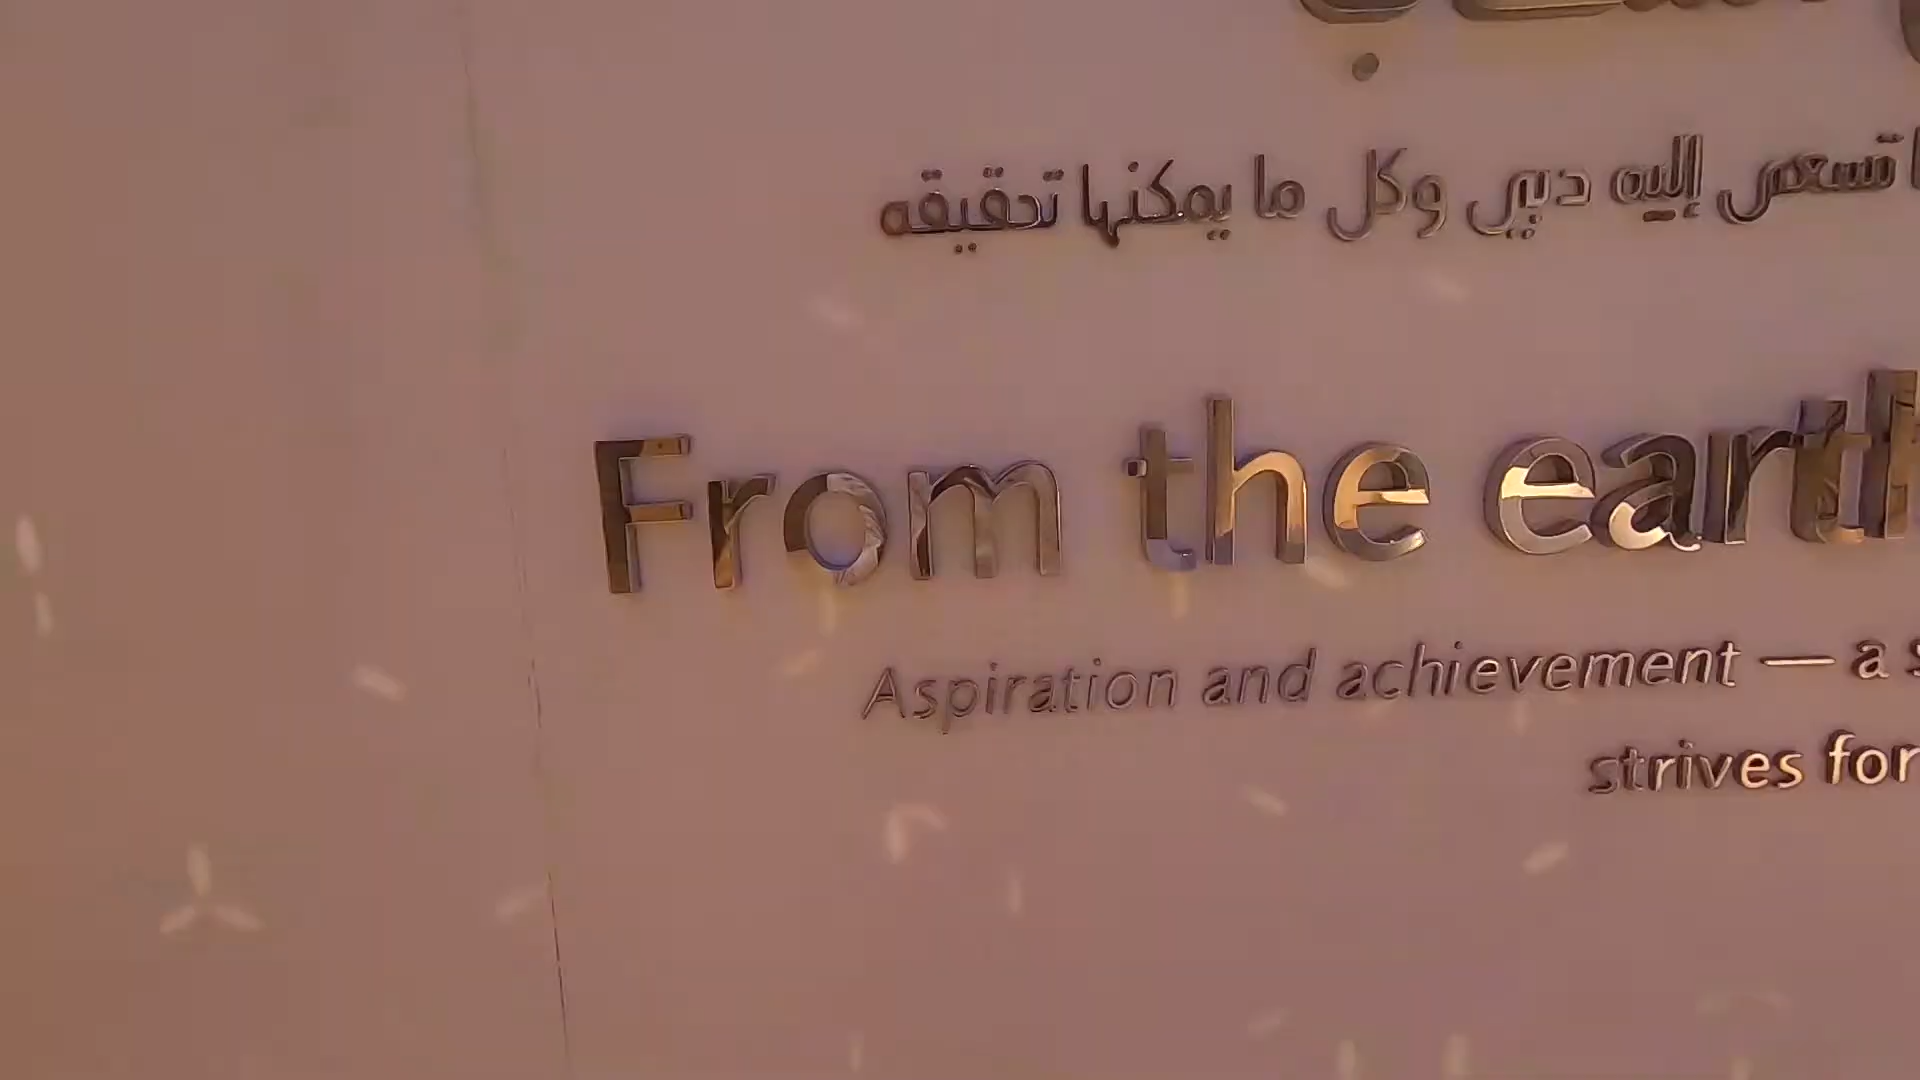 تسعى إليه دبي وكل ما يمكنها تحقيقه
From the earth
Aspiration and achievement — a
strives for